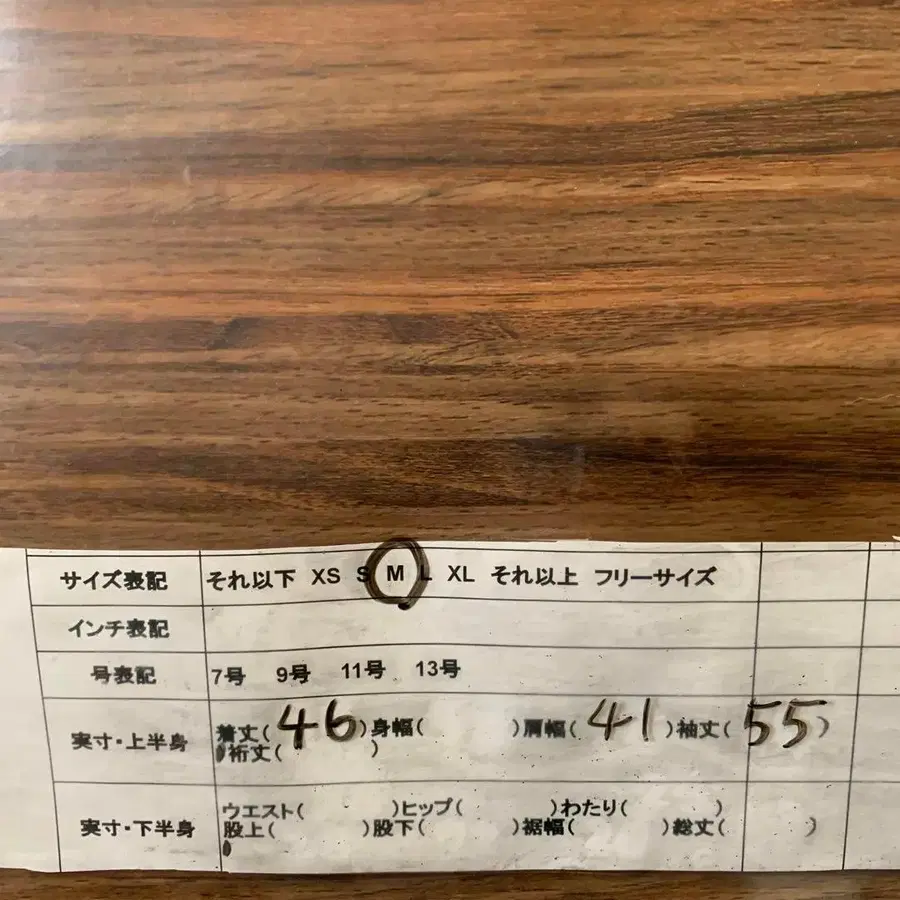 サイズ表記 それ以下 XS S M L XL それ以上 フリーサイズ
インチ表記
号表記 7号 9号 11号 13号
実寸・上半身 着丈(46)身幅( )肩幅(41)袖丈(55)
裄丈( )
実寸・下半身 ウエスト( )ヒップ( )わたり( )
股上( )股下( )裾幅( )総丈( )